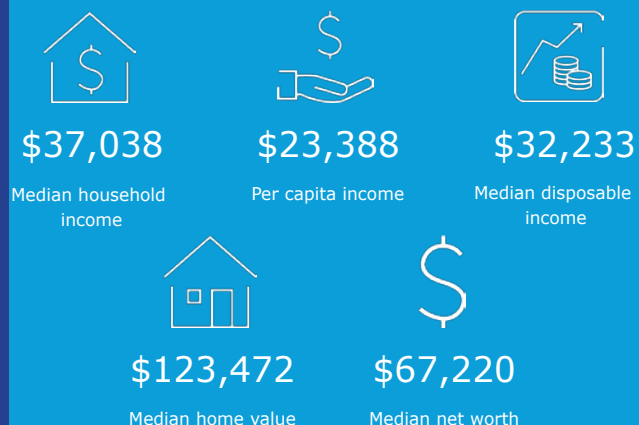 $37,038
$23,388
$32,233
Median household
income
Per capita income
Median disposable
income
$123,472
$67,220
Median home value
Median net worth